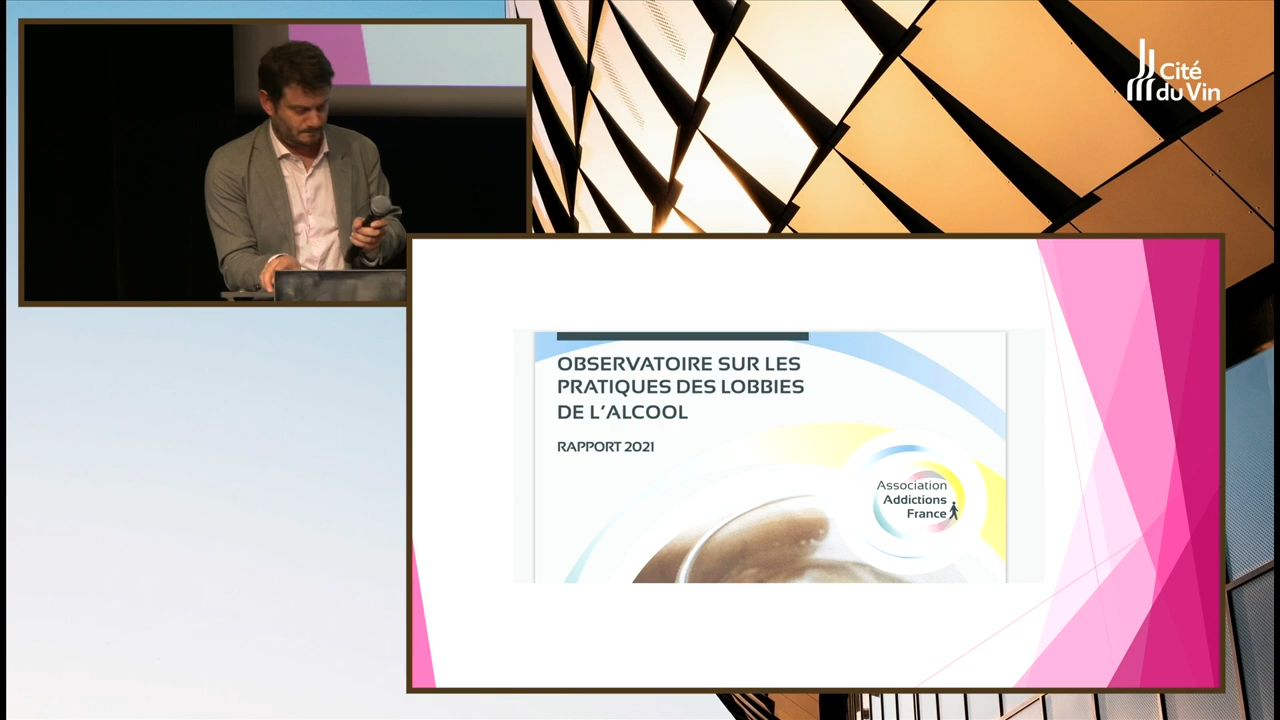 Cité
du Vin
OBSERVATOIRE SUR LES
PRATIQUES DES LOBBIES
DE L'ALCOOL
RAPPORT 2021
Association
Addictions
France